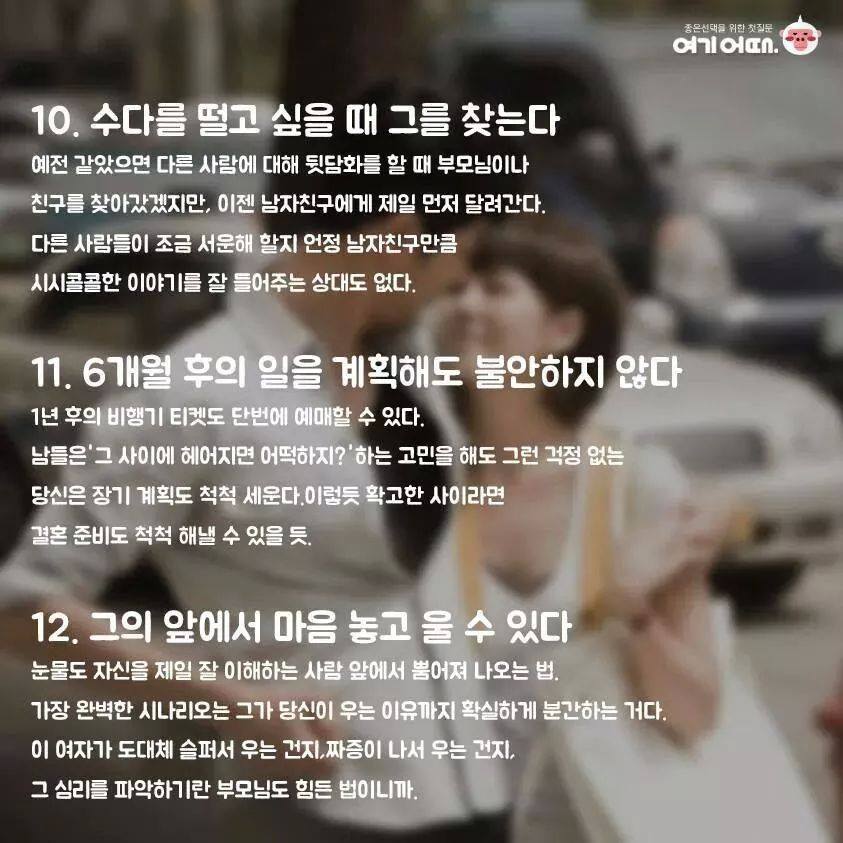 좋은선택을 위한 첫질문
여기어때.
10. 수다를 떨고 싶을 때 그를 찾는다
예전 같았으면 다른 사람에 대해 뒷담화를 할 때 부모님이나
친구를 찾아갔겠지만, 이젠 남자친구에게 제일 먼저 달려간다.
다른 사람들이 조금 서운해 할지 언정 남자친구만큼
시시콜콜한 이야기를 잘 들어주는 상대도 없다.
11. 6개월 후의 일을 계획해도 불안하지 않다
1년 후의 비행기 티켓도 단번에 예매할 수 있다.
남들은'그 사이에 헤어지면 어떡하지?'하는 고민을 해도 그런 걱정 없는
당신은 장기 계획도 척척 세운다.이렇듯 확고한 사이라면
결혼 준비도 척척 해낼 수 있을 듯.
12. 그의 앞에서 마음 놓고 울 수 있다
눈물도 자신을 제일 잘 이해하는 사람 앞에서 뿜어져 나오는 법.
가장 완벽한 시나리오는 그가 당신이 우는 이유까지 확실하게 분간하는 거다.
이 여자가 도대체 슬퍼서 우는 건지,짜증이 나서 우는 건지,
그 심리를 파악하기란 부모님도 힘든 법이니까.